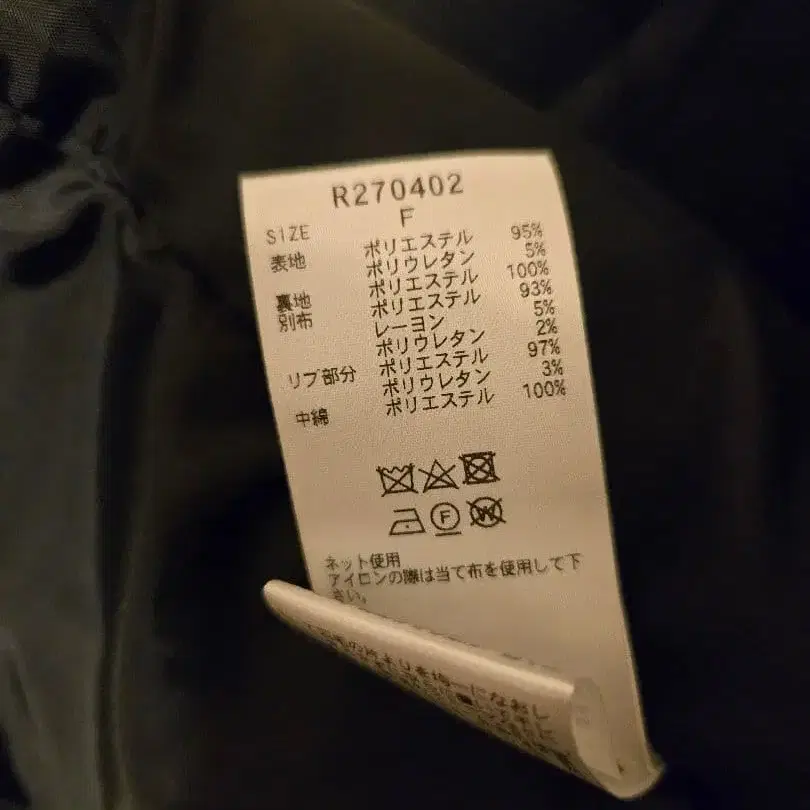 R270402
SIZE F
表地 ポリエステル 95%
ポリウレタン 5%
裏地 ポリエステル 100%
別布 ポリエステル 93%
レーヨン 5%
ポリウレタン 2%
リブ部分 ポリエステル 97%
ポリウレタン 3%
中綿 ポリエステル 100%
F W
ネット使用
アイロンの際は当て布を使用して下
さい。